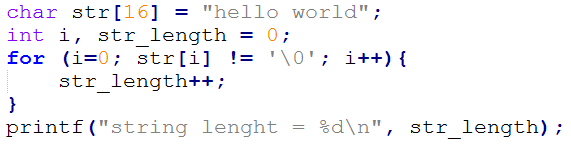 char str[16] = "hello world";
int i, str_length = 0;
for (i=0; str[i] != '\0'; i++){
    str_length++;
}
printf("string lenght = %d\n", str_length);